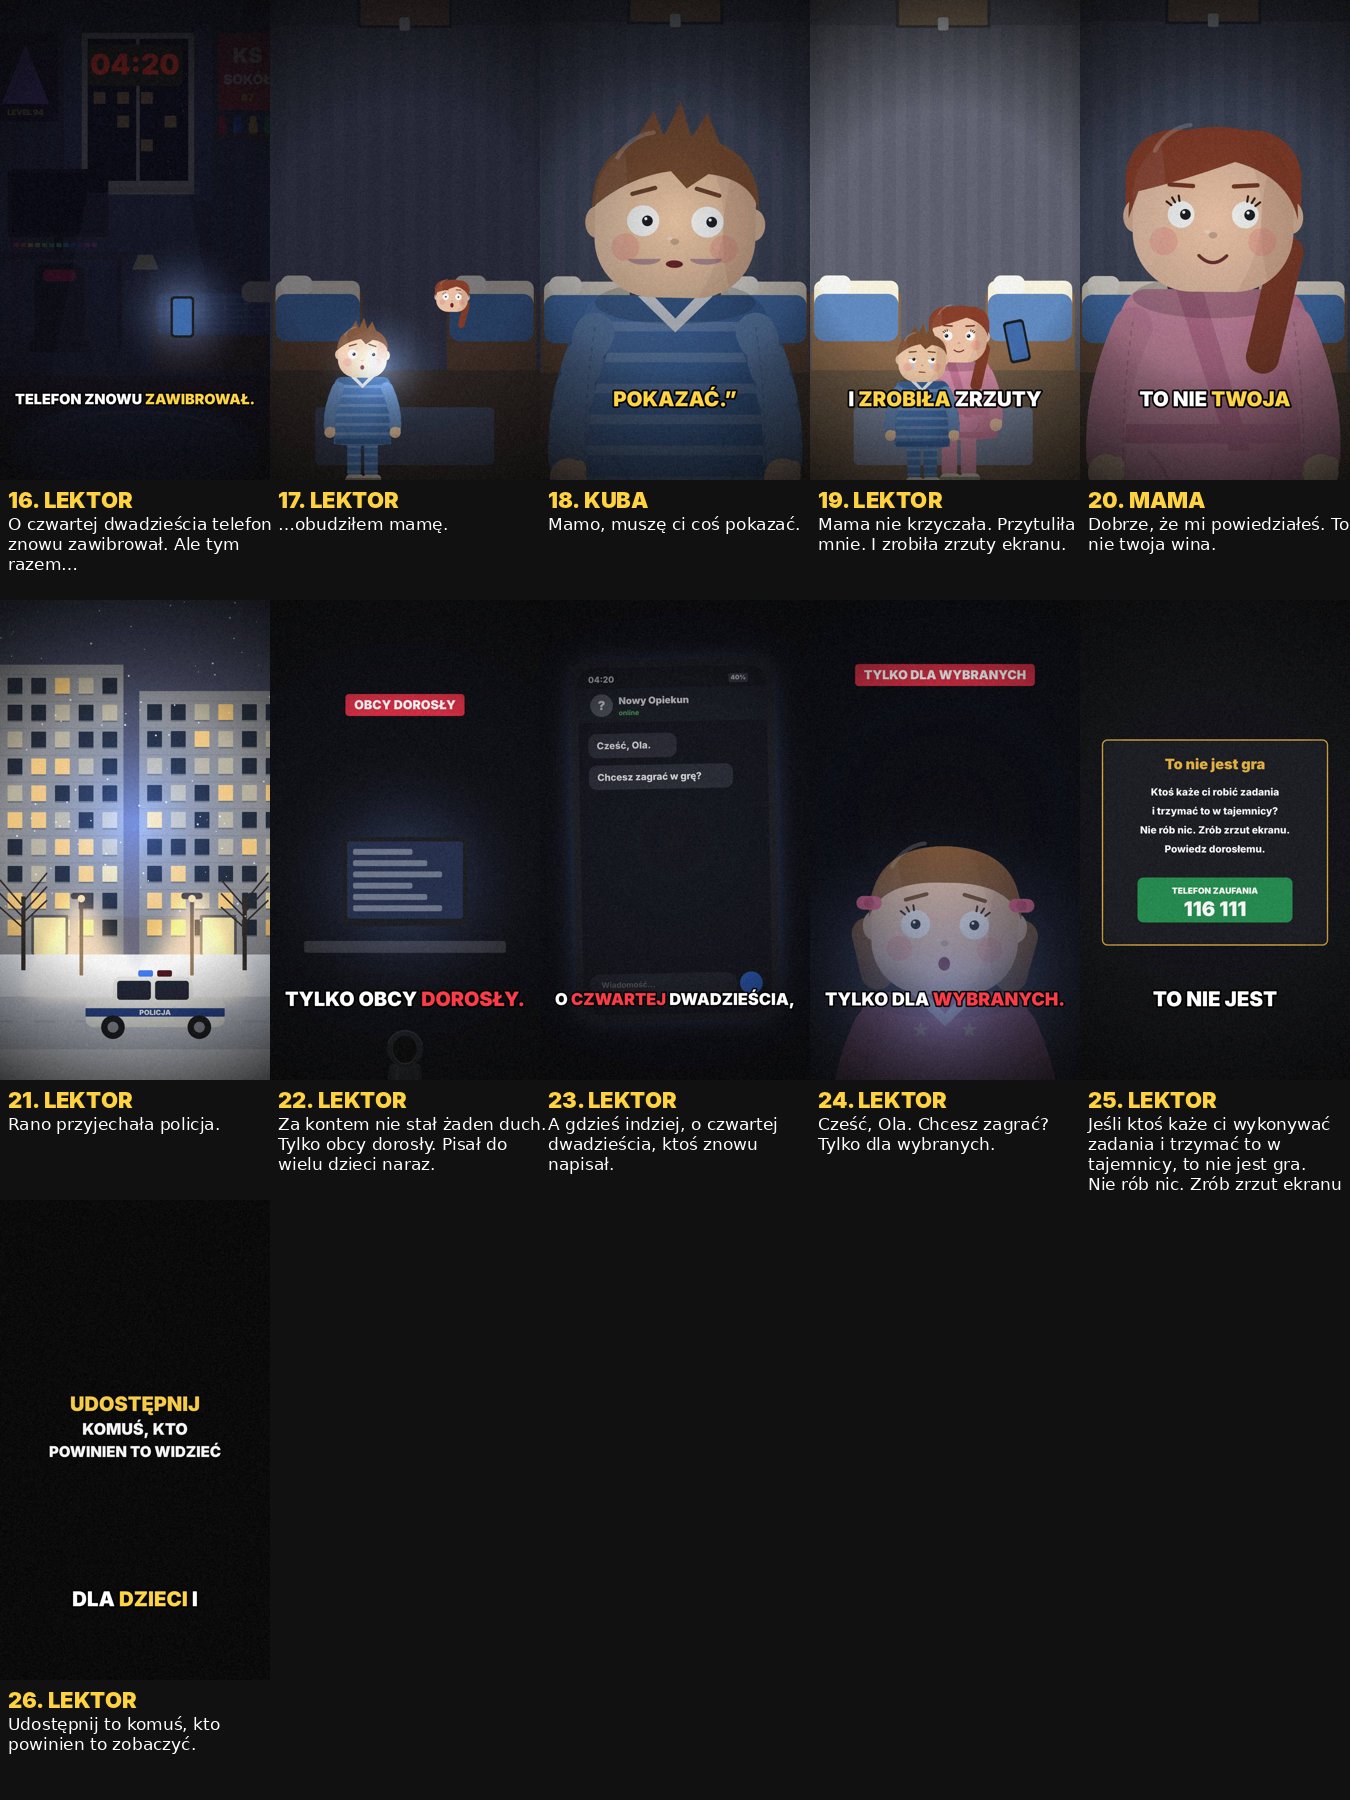 04:20
KS
SOKÓŁ
87
LEVEL 94
TELEFON ZNOWU ZAWIBROWAŁ.
POKAZAĆ.”
I ZROBIŁA ZRZUTY
TO NIE TWOJA
16. LEKTOR
O czwartej dwadzieścia telefon
znowu zawibrował. Ale tym
razem...
17. LEKTOR
...obudziłem mamę.
18. KUBA
Mamo, muszę ci coś pokazać.
19. LEKTOR
Mama nie krzyczała. Przytuliła
mnie. I zrobiła zrzuty ekranu.
20. MAMA
Dobrze, że mi powiedziałeś. To
nie twoja wina.
POLICJA
OBCY DOROSŁY
TYLKO OBCY DOROSŁY.
04:20
40%
?
Nowy Opiekun
online
Cześć, Ola.
Chcesz zagrać w grę?
Wiadomość...
O CZWARTEJ DWADZIEŚCIA,
TYLKO DLA WYBRANYCH
TYLKO DLA WYBRANYCH.
To nie jest gra
Ktoś każe ci robić zadania
i trzymać to w tajemnicy?
Nie rób nic. Zrób zrzut ekranu.
Powiedz dorosłemu.
TELEFON ZAUFANIA
116 111
TO NIE JEST
21. LEKTOR
Rano przyjechała policja.
22. LEKTOR
Za kontem nie stał żaden duch.
Tylko obcy dorosły. Pisał do
wielu dzieci naraz.
23. LEKTOR
A gdzieś indziej, o czwartej
dwadzieścia, ktoś znowu
napisał.
24. LEKTOR
Cześć, Ola. Chcesz zagrać?
Tylko dla wybranych.
25. LEKTOR
Jeśli ktoś każe ci wykonywać
zadania i trzymać to w
tajemnicy, to nie jest gra.
Nie rób nic. Zrób zrzut ekranu
UDOSTĘPNIJ
KOMUŚ, KTO
POWINIEN TO WIDZIEĆ
DLA DZIECI I
26. LEKTOR
Udostępnij to komuś, kto
powinien to zobaczyć.